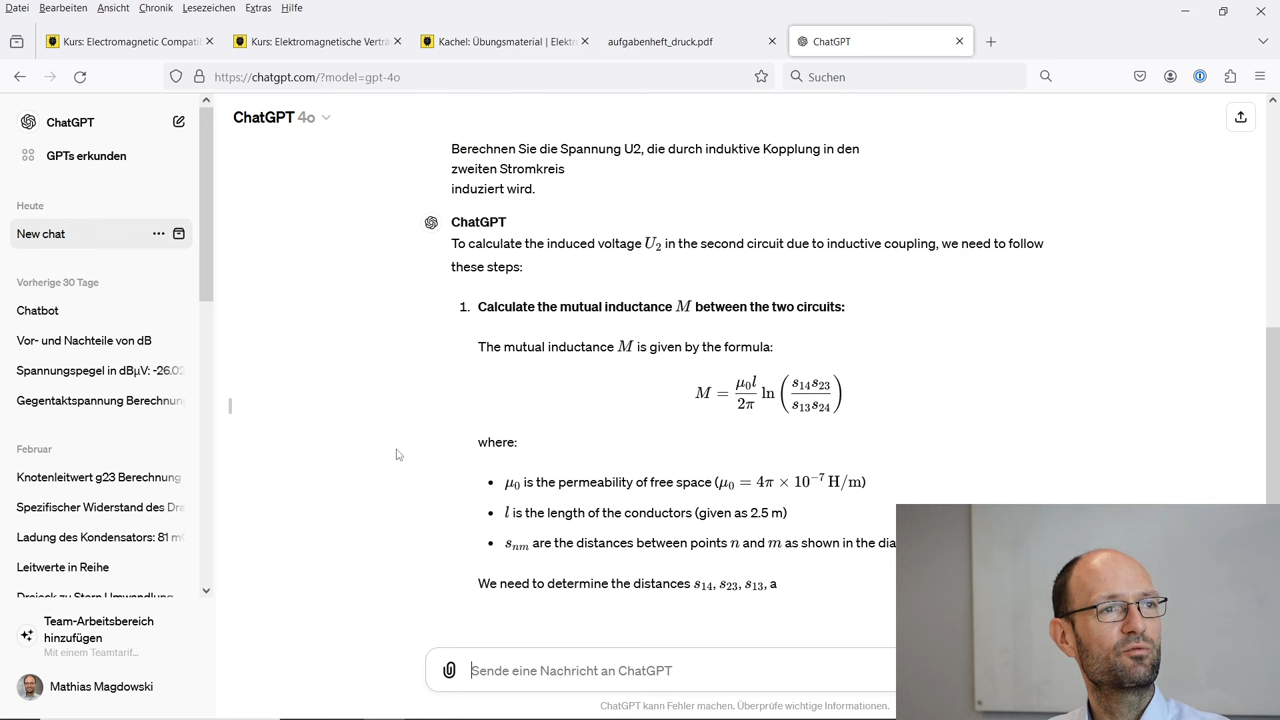 Datei Bearbeiten Ansicht Chronik Lesezeichen Extras Hilfe
Kurs: Electromagnetic Compati
Kurs: Elektromagnetische Verträ
Kachel: Übungsmaterial | Elektr
aufgabenheft_druck.pdf
ChatGPT
https://chatgpt.com/?model=gpt-4o
Suchen
ChatGPT
GPTs erkunden
Heute
New chat
Vorherige 30 Tage
Chatbot
Vor- und Nachteile von dB
Spannungspegel in dBμV: -26.02
Gegentaktspannung Berechnun
Februar
Knotenleitwert g23 Berechnung
Spezifischer Widerstand des Dra
Ladung des Kondensators: 81 m
Leitwerte in Reihe
Dreieck zu Stern Umwandlung
Team-Arbeitsbereich
hinzufügen
Mit einem Teamtarif...
Mathias Magdowski
ChatGPT 4o
Berechnen Sie die Spannung U2, die durch induktive Kopplung in den
zweiten Stromkreis
induziert wird.
ChatGPT
To calculate the induced voltage U₂ in the second circuit due to inductive coupling, we need to follow
these steps:
1. Calculate the mutual inductance M between the two circuits:
The mutual inductance M is given by the formula:
M = μ₀l/2π ln (s₁₄s₂₃/s₁₃s₂₄)
where:
• μ₀ is the permeability of free space (μ₀ = 4π × 10⁻⁷ H/m)
• l is the length of the conductors (given as 2.5 m)
• sₙₘ are the distances between points n and m as shown in the dia
We need to determine the distances s₁₄, s₂₃, s₁₃, a
Sende eine Nachricht an ChatGPT
ChatGPT kann Fehler machen. Überprüfe wichtige Informationen.